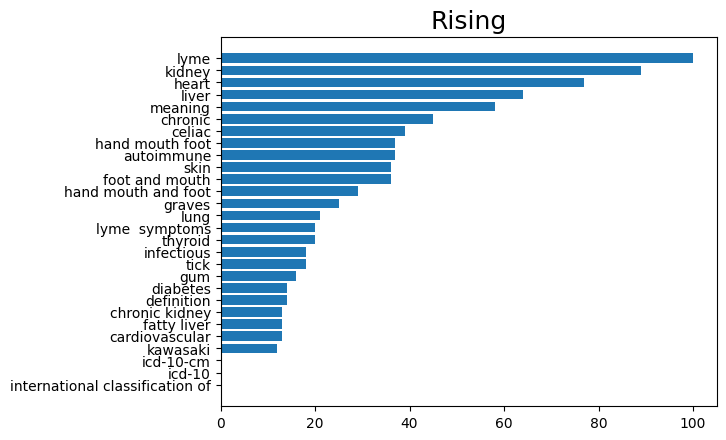 Rising
lyme
kidney
heart
liver
meaning
chronic
celiac
hand mouth foot
autoimmune
skin
foot and mouth
hand mouth and foot
graves
lung
lyme  symptoms
thyroid
infectious
tick
gum
diabetes
definition
chronic kidney
fatty liver
cardiovascular
kawasaki
icd-10-cm
icd-10
international classification of
0 20 40 60 80 100